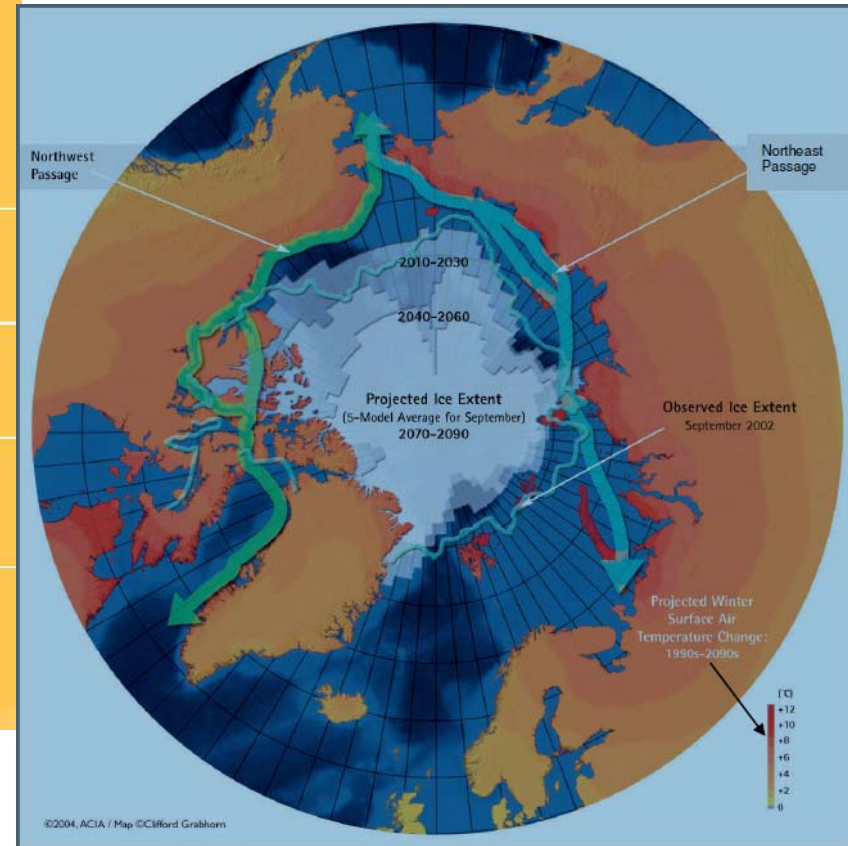 Northwest
Passage
Northeast
Passage
2010–2030
2040–2060
Projected Ice Extent
(5–Model Average for September)
2070–2090
Observed Ice Extent
September 2002
Projected Winter
Surface Air
Temperature Change:
1990s–2090s
(˚C)
+12
+10
+8
+6
+4
+2
0
©2004, ACIA / Map ©Clifford Grabhorn